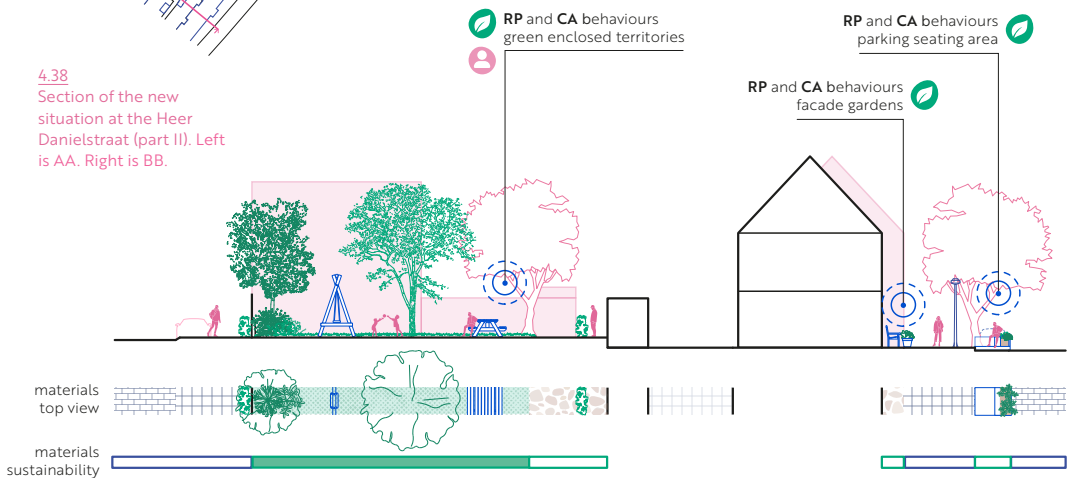 RP and CA behaviours
green enclosed territories
RP and CA behaviours
parking seating area
4.38
Section of the new
situation at the Heer
Danielstraat (part II). Left
is AA. Right is BB.
RP and CA behaviours
facade gardens
materials
top view
materials
sustainability